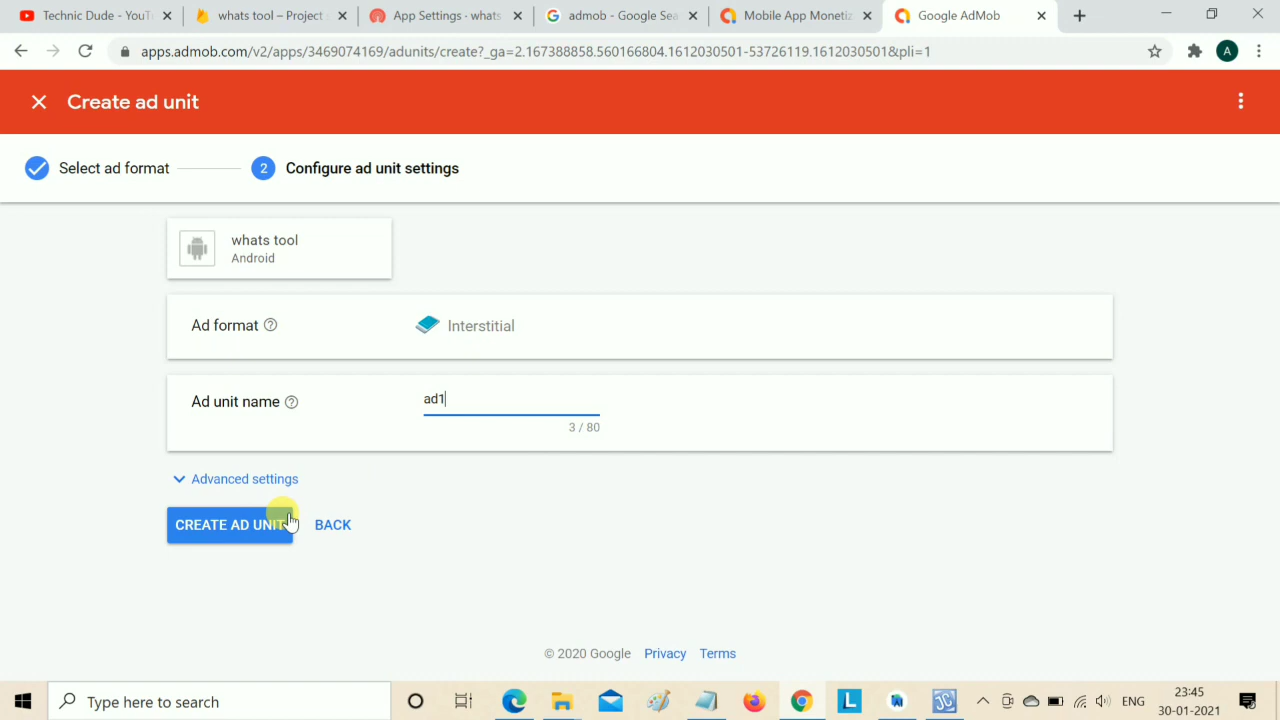 Technic Dude - YouT
whats tool – Project
App Settings - whats
admob - Google Sea
Mobile App Monetiz
Google AdMob
apps.admob.com/v2/apps/3469074169/adunits/create?_ga=2.167388858.560166804.1612030501-53726119.1612030501&pli=1
A
Create ad unit
Select ad format
2 Configure ad unit settings
whats tool
Android
Ad format
Interstitial
Ad unit name
ad1
3 / 80
Advanced settings
CREATE AD UNIT
BACK
© 2020 Google Privacy Terms
Type here to search
L
JC
ENG
23:45
30-01-2021